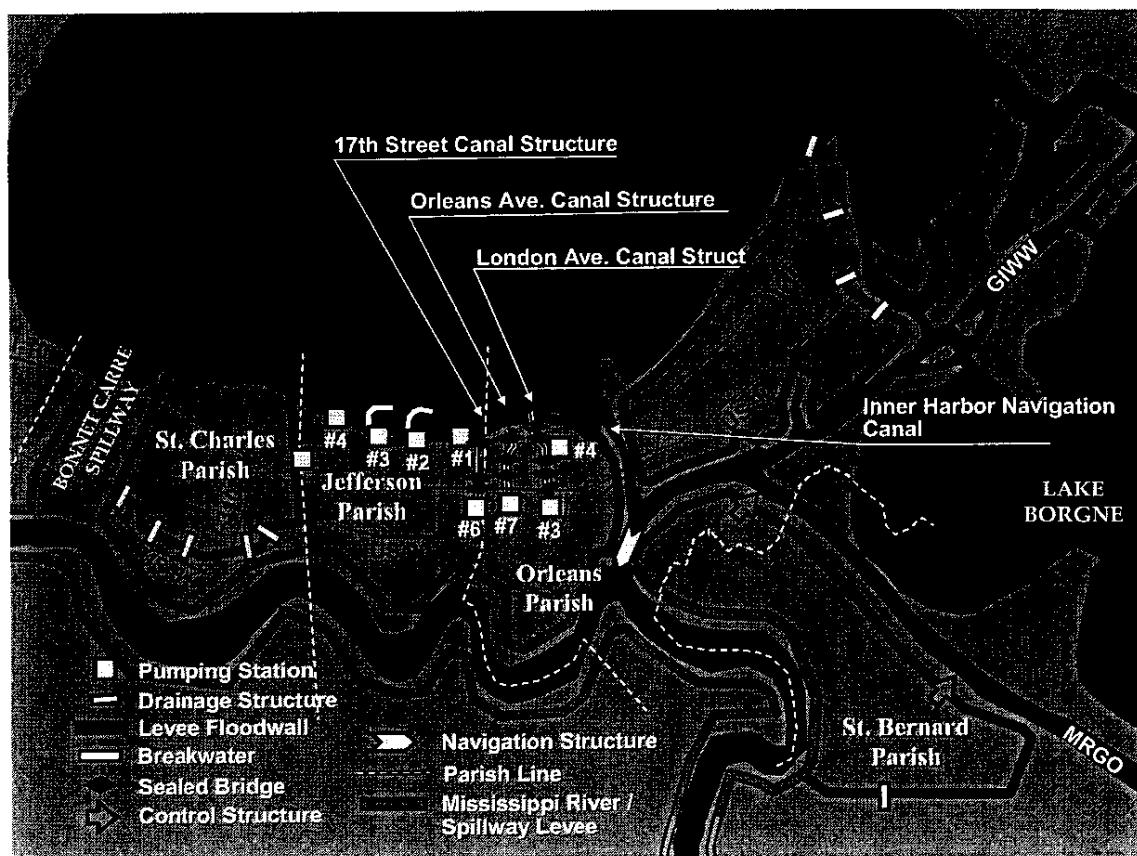 17th Street Canal Structure
Orleans Ave. Canal Structure
London Ave. Canal Struct
GIWW
BONNET CARRE
SPILLWAY
St. Charles
Parish
#4
#3
#2
#1
#4
Jefferson
Parish
#6
#7
#3
Inner Harbor Navigation
Canal
LAKE
BORGNE
Orleans
Parish
St. Bernard
Parish
MRGO
Pumping Station
Drainage Structure
Levee Floodwall
Breakwater
Sealed Bridge
Control Structure
Navigation Structure
Parish Line
Mississippi River /
Spillway Levee